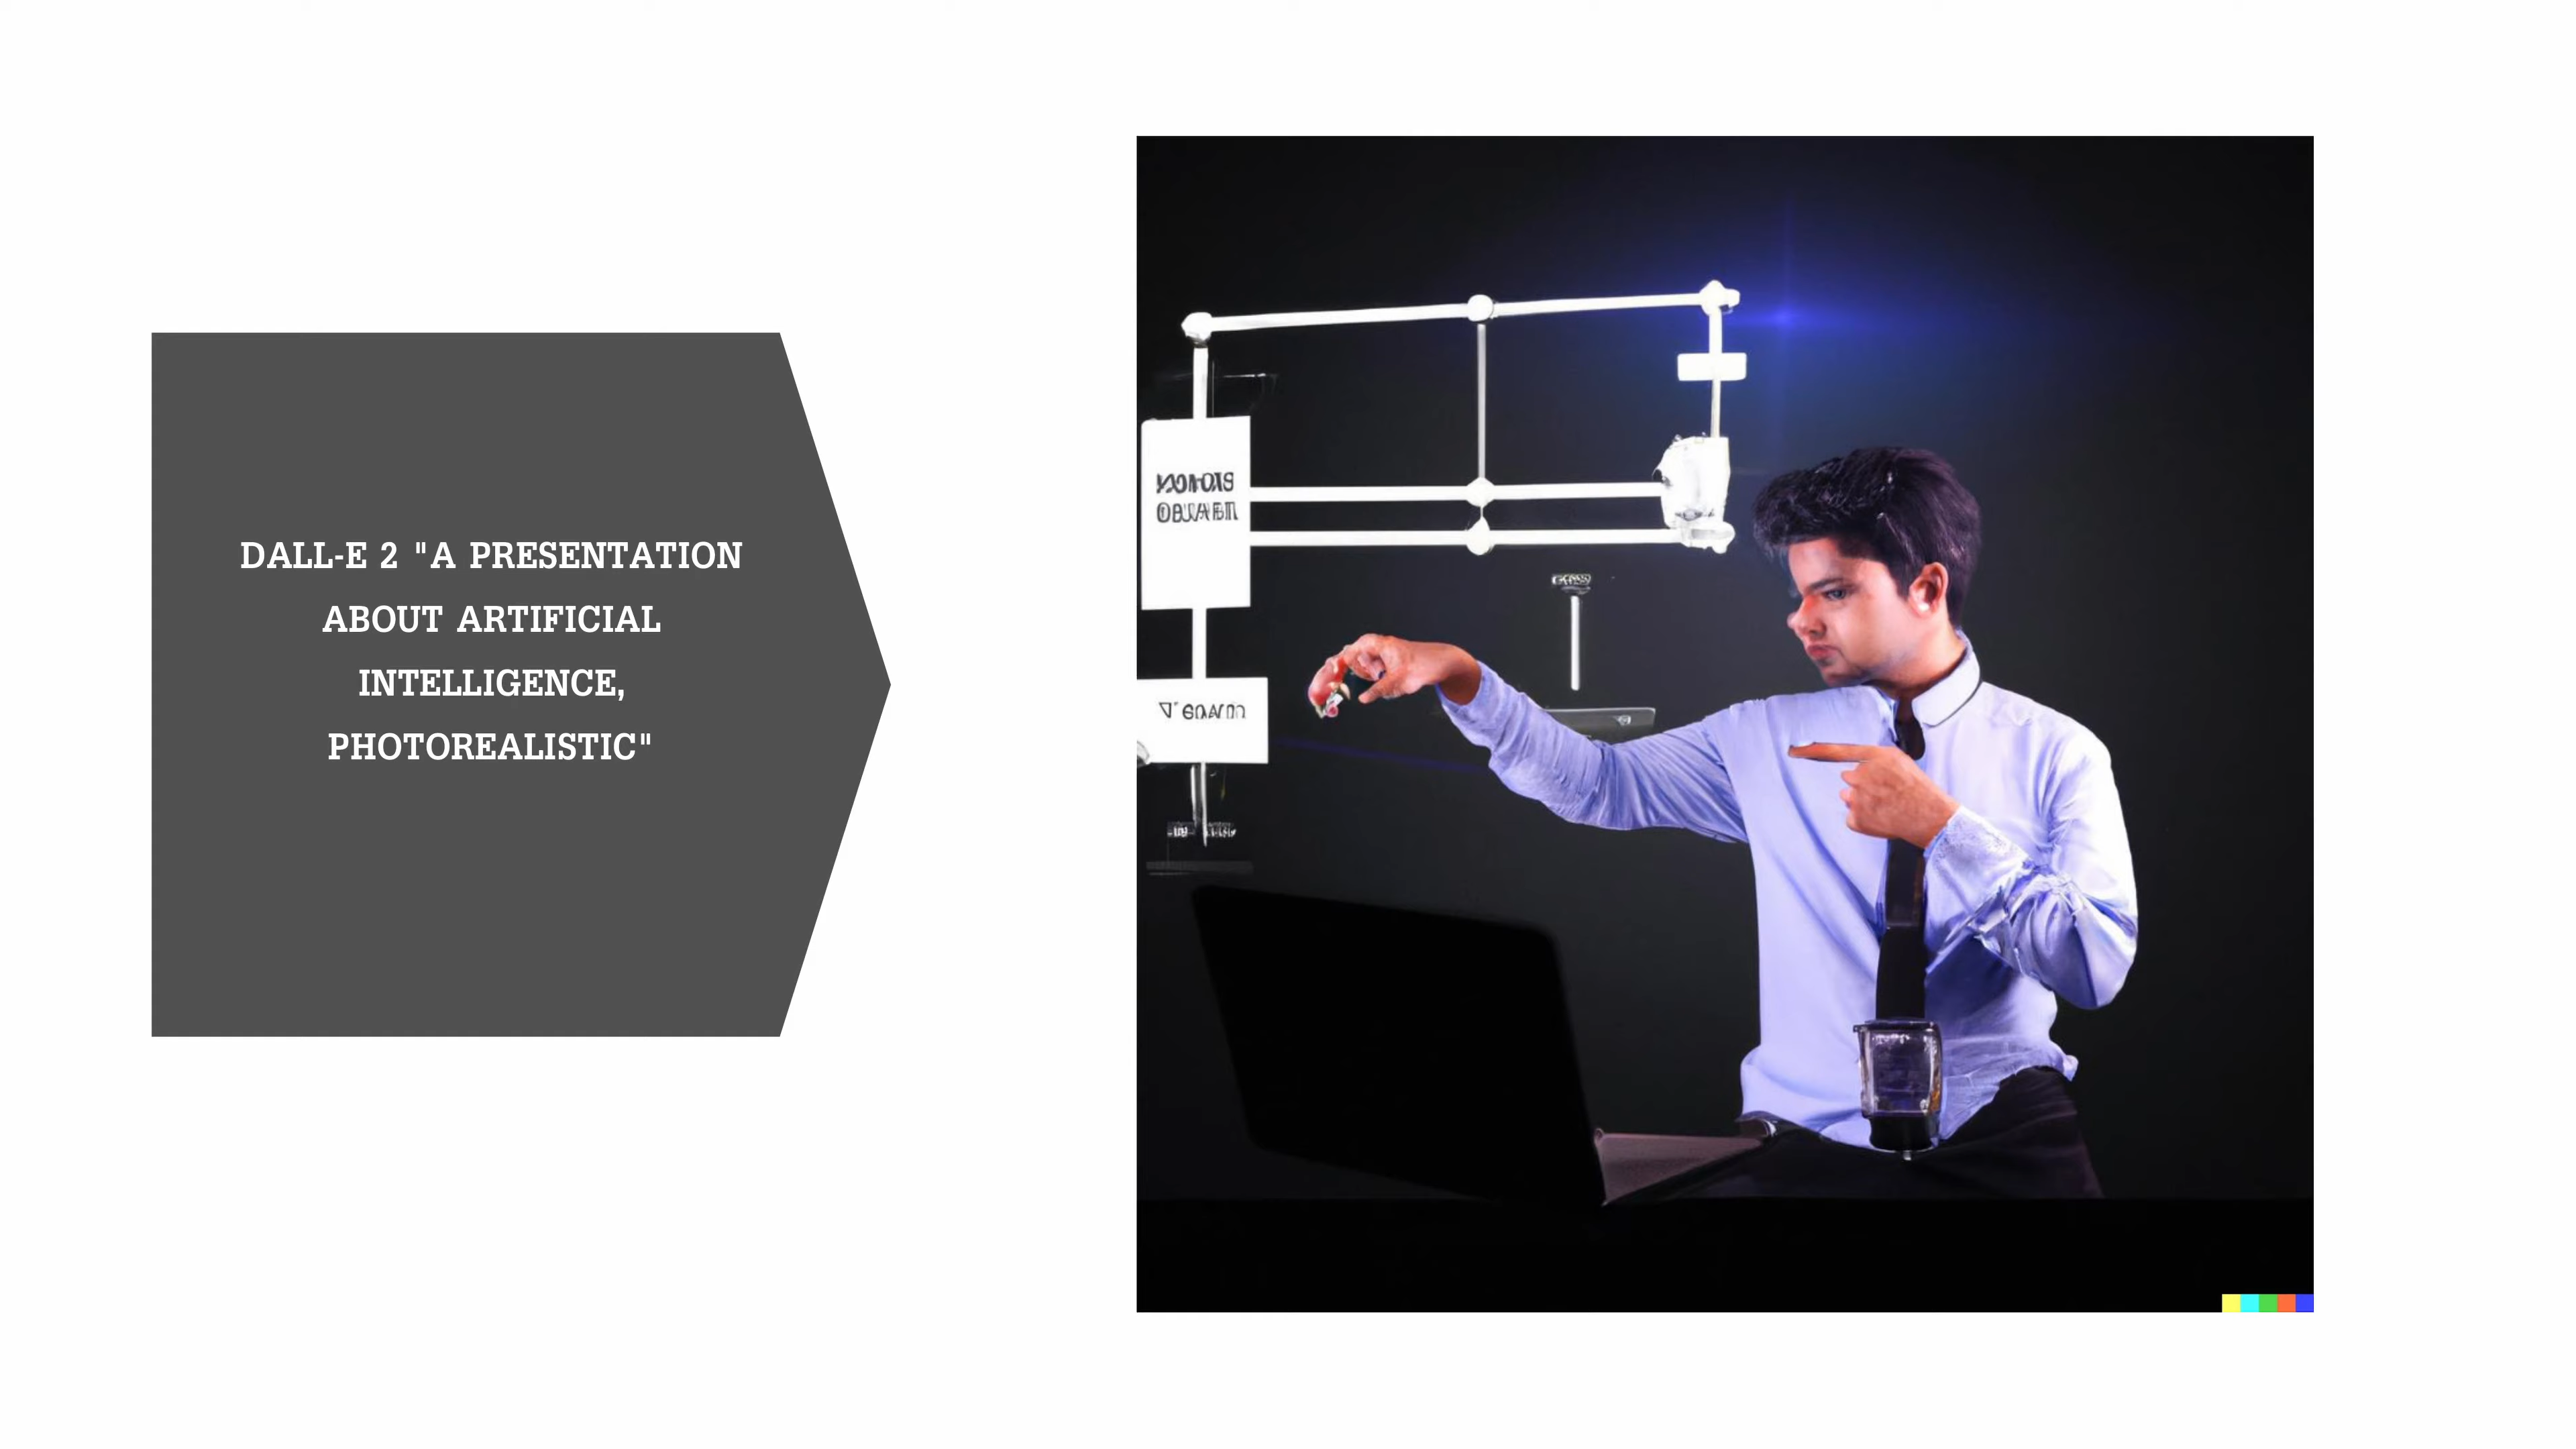 DALL-E 2 "A PRESENTATION
ABOUT ARTIFICIAL
INTELLIGENCE,
PHOTOREALISTIC"